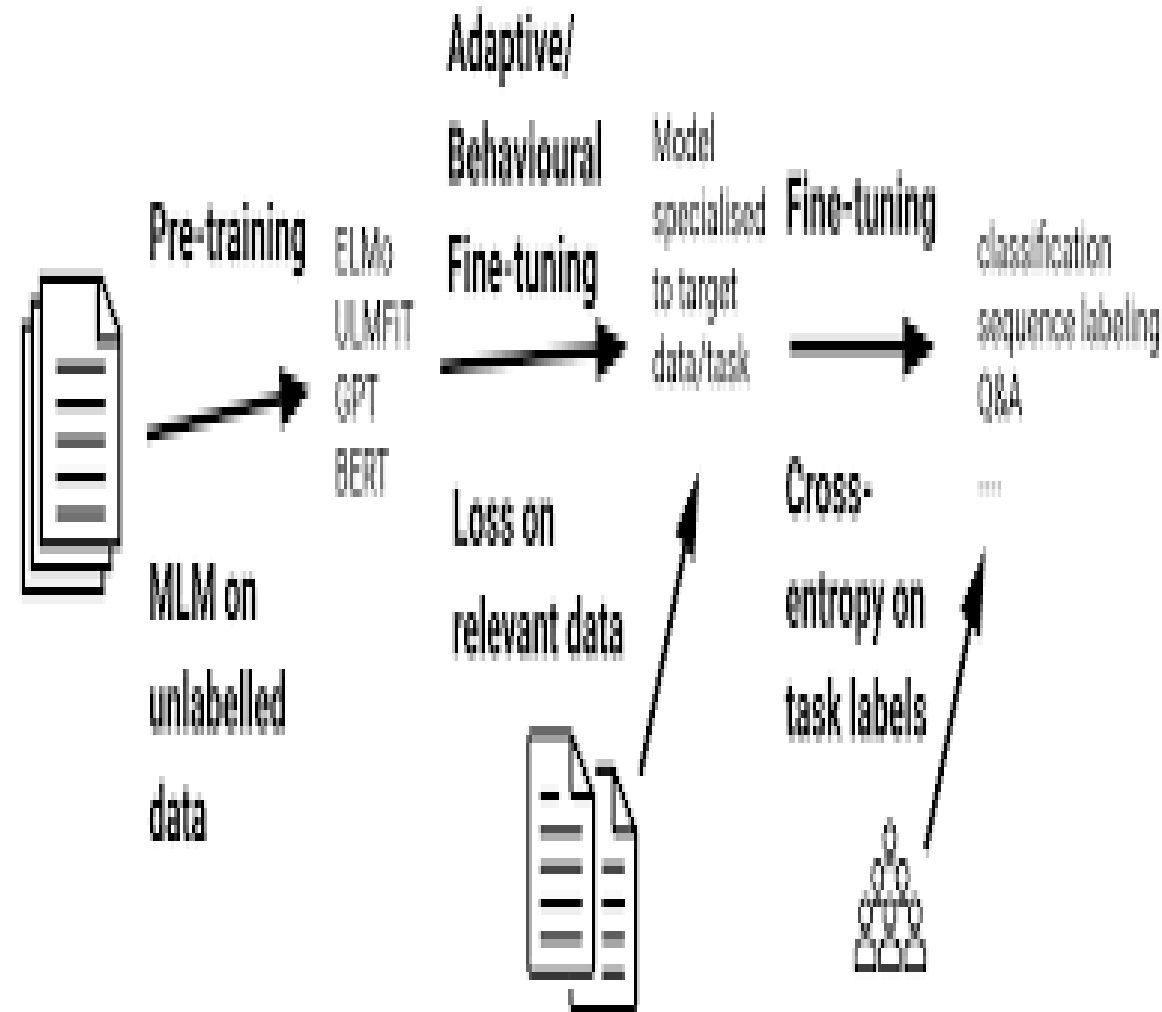 Pre-training
ELMo
ULMFiT
GPT
BERT
MLM on
unlabelled
data
Adaptive/
Behavioural
Fine-tuning
Loss on
relevant data
Model
specialised
to target
data/task
Fine-tuning
Cross-
entropy on
task labels
classification
sequence labeling
Q&A
....